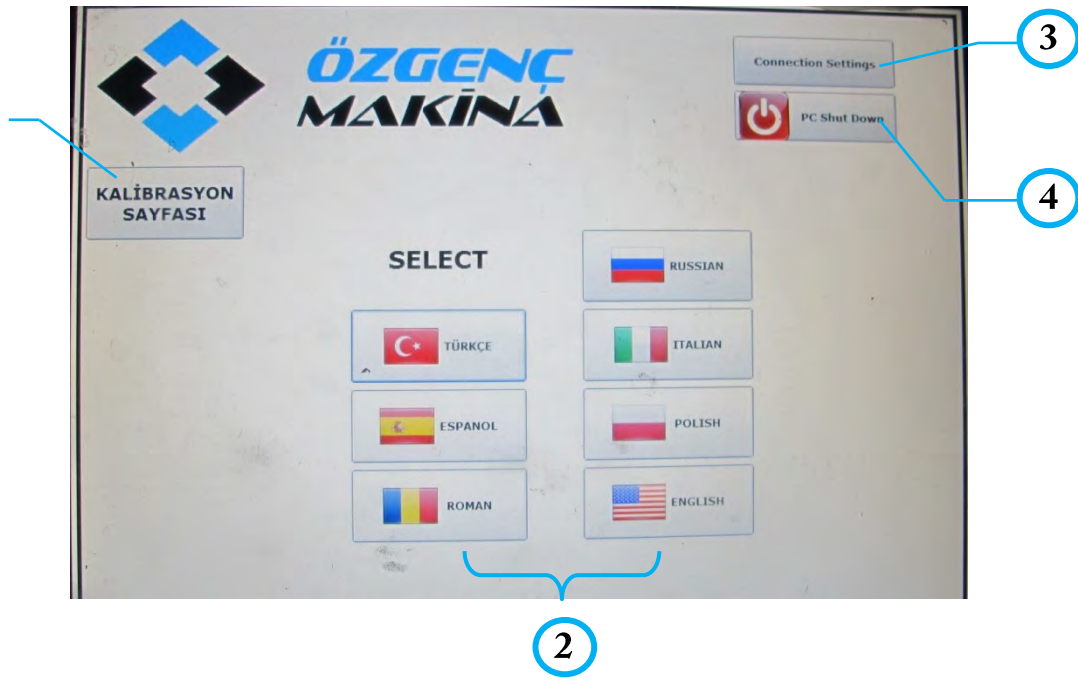 ÖZGENÇ
MAKİNA
Connection Settings
3
PC Shut Down
4
KALİBRASYON
SAYFASI
SELECT
RUSSIAN
TÜRKÇE
ITALIAN
ESPANOL
POLISH
ROMAN
ENGLISH
2